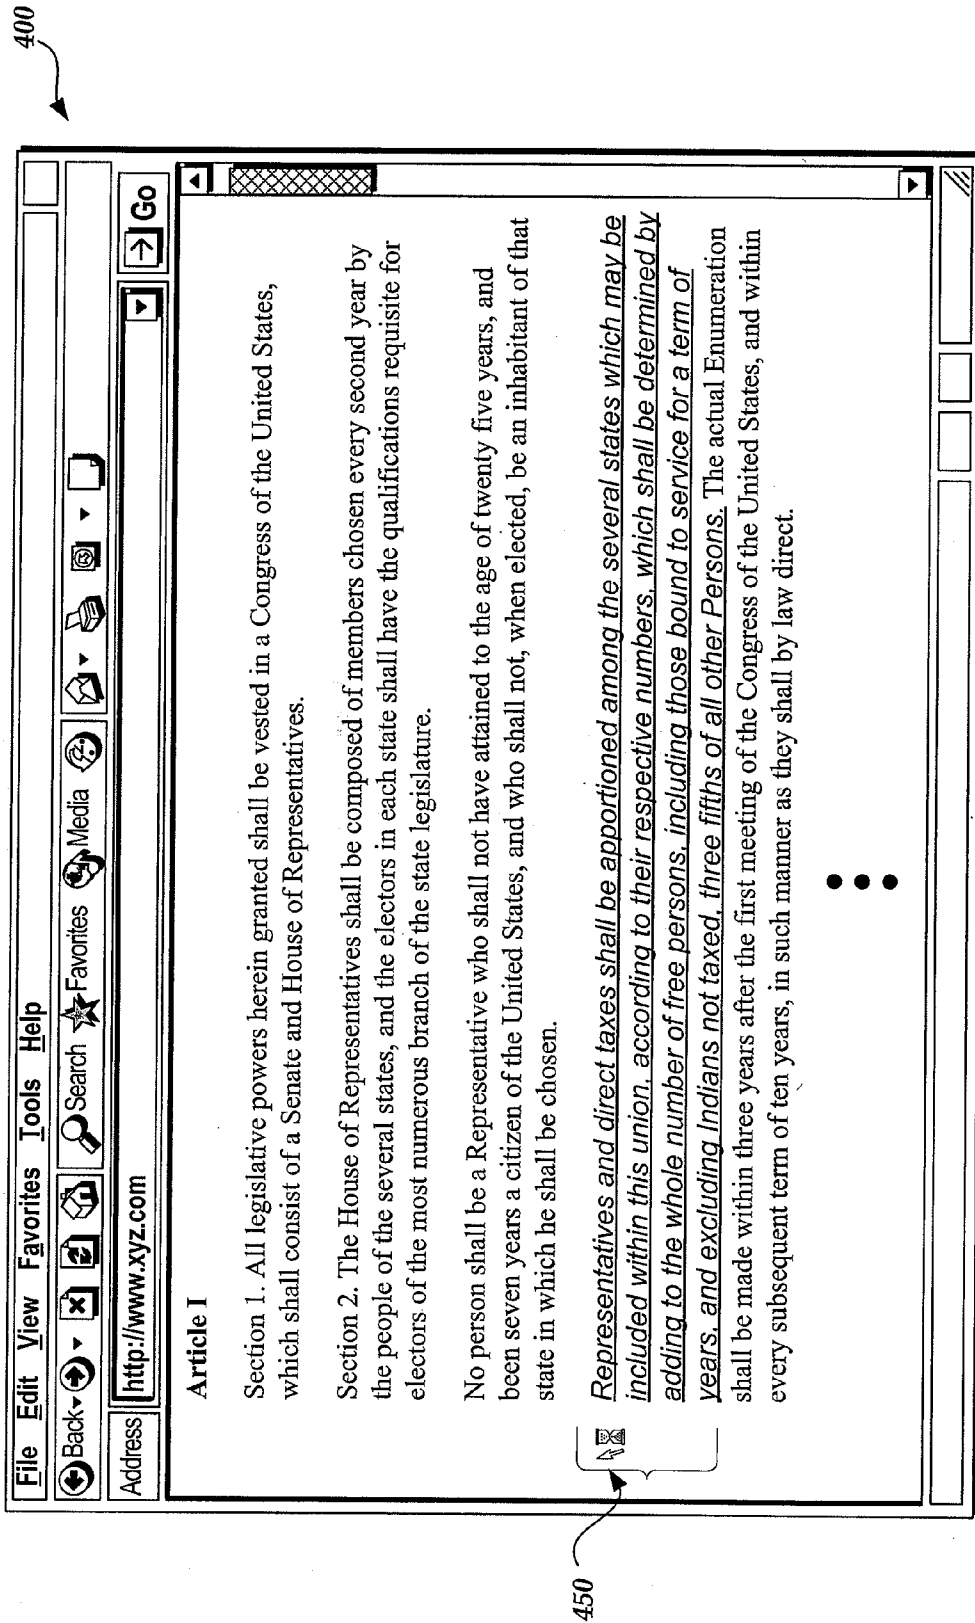 400
File Edit View Favorites Tools Help
Back Search Favorites Media
Address http://www.xyz.com Go
Article I
Section 1. All legislative powers herein granted shall be vested in a Congress of the United States,
which shall consist of a Senate and House of Representatives.
Section 2. The House of Representatives shall be composed of members chosen every second year by
the people of the several states, and the electors in each state shall have the qualifications requisite for
electors of the most numerous branch of the state legislature.
No person shall be a Representative who shall not have attained to the age of twenty five years, and
been seven years a citizen of the United States, and who shall not, when elected, be an inhabitant of that
state in which he shall be chosen.
Representatives and direct taxes shall be apportioned among the several states which may be
included within this union, according to their respective numbers, which shall be determined by
adding to the whole number of free persons, including those bound to service for a term of
years, and excluding Indians not taxed, three fifths of all other Persons. The actual Enumeration
shall be made within three years after the first meeting of the Congress of the United States, and within
every subsequent term of ten years, in such manner as they shall by law direct.
450